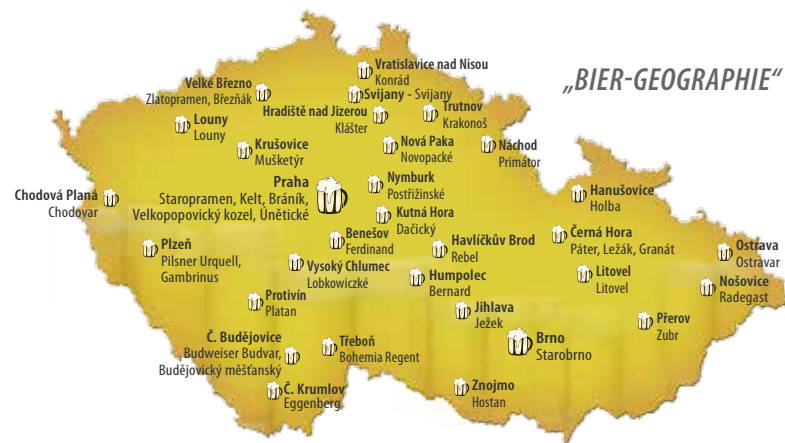 „BIER-GEOGRAPHIE“
Vratislavice nad Nisou
Konrád
Velké Březno
Zlatopramen, Březňák
Svijany - Svijany
Hradiště nad Jizerou
Klášter
Trutnov
Krakonoš
Louny
Louny
Krušovice
Mušketýr
Nová Paka
Novopacké
Náchod
Primátor
Praha
Staropramen, Kelt, Bráník,
Velkopopovický kozel, Únětické
Nymburk
Postřižinské
Chodová Planá
Chodovar
Hanušovice
Holba
Kutná Hora
Dačický
Benešov
Ferdinand
Havlíčkův Brod
Rebel
Černá Hora
Páter, Ležák, Granát
Plzeň
Pilsner Urquell,
Gambrinus
Ostrava
Ostravar
Vysoký Chlumec
Lobkowiczké
Humpolec
Bernard
Litovel
Litovel
Nošovice
Radegast
Protivín
Platan
Jihlava
Ježek
Přerov
Zubr
Č. Budějovice
Budweiser Budvar,
Budějovický měšťanský
Třeboň
Bohemia Regent
Brno
Starobrno
Č. Krumlov
Eggenberg
Znojmo
Hostan